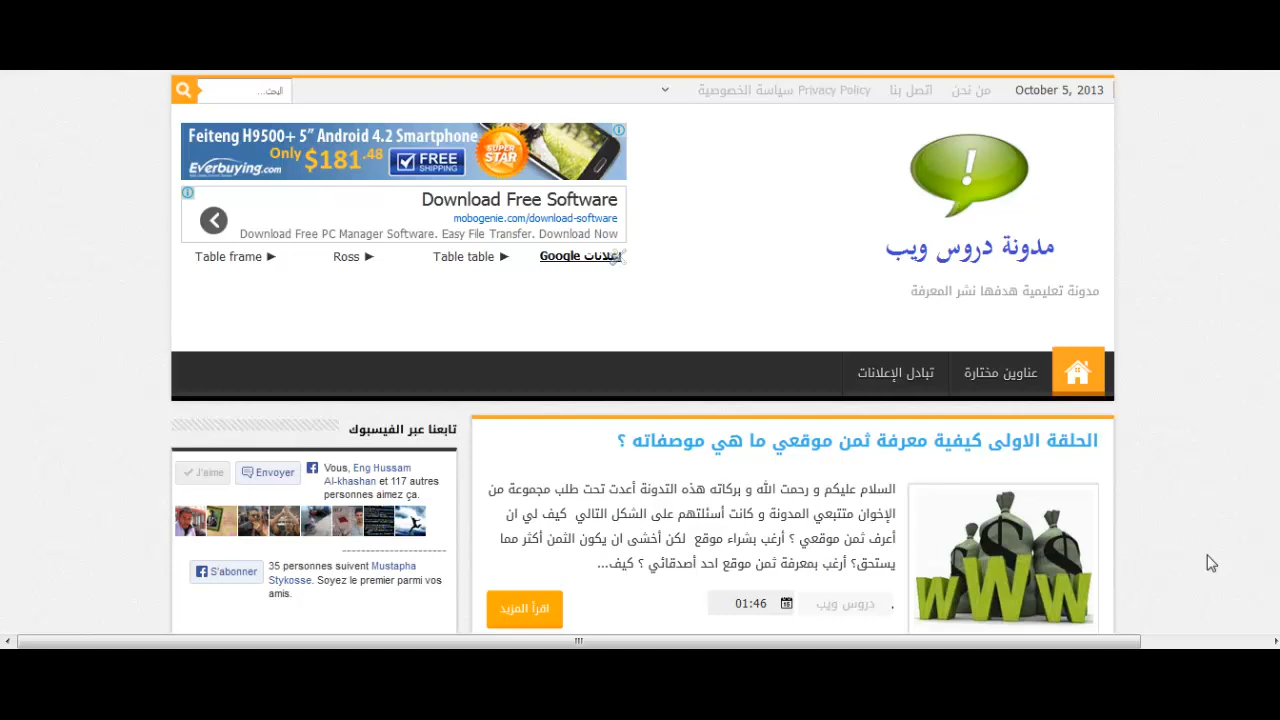 October 5, 2013
من نحن
اتصل بنا
Privacy Policy سياسة الخصوصية
البحث...
Feiteng H9500+ 5" Android 4.2 Smartphone
Only $181.48
FREE SHIPPING
SUPER STAR
Everbuying.com
Download Free Software
mobogenie.com/download-software
Download Free PC Manager Software. Easy File Transfer. Download Now
Table frame ►
Ross ►
Table table ►
إعلانات Google
مدونة دروس ويب
مدونة تعليمية هدفها نشر المعرفة
عناوين مختارة
تبادل الإعلانات
الحلقة الاولى كيفية معرفة ثمن موقعي ما هي موصفاته ؟
السلام عليكم و رحمت الله و بركاته هذه التدونة أعدت تحت طلب مجموعة من
الإخوان متتبعي المدونة و كانت أسئلتهم على الشكل التالي كيف لي ان
أعرف ثمن موقعي ؟ أرغب بشراء موقع لكن أخشى ان يكون الثمن أكثر مما
يستحق؟ أرغب بمعرفة ثمن موقع احد أصدقائي ؟ كيف...
دروس ويب
01:46
اقرأ المزيد
$ $ $
WWW
تابعنا عبر الفيسبوك
J'aime
Envoyer
Vous, Eng Hussam
Al-khashan et 117 autres
personnes aimez ça.
----------------------
S'abonner
35 personnes suivent Mustapha
Stykosse. Soyez le premier parmi vos
amis.